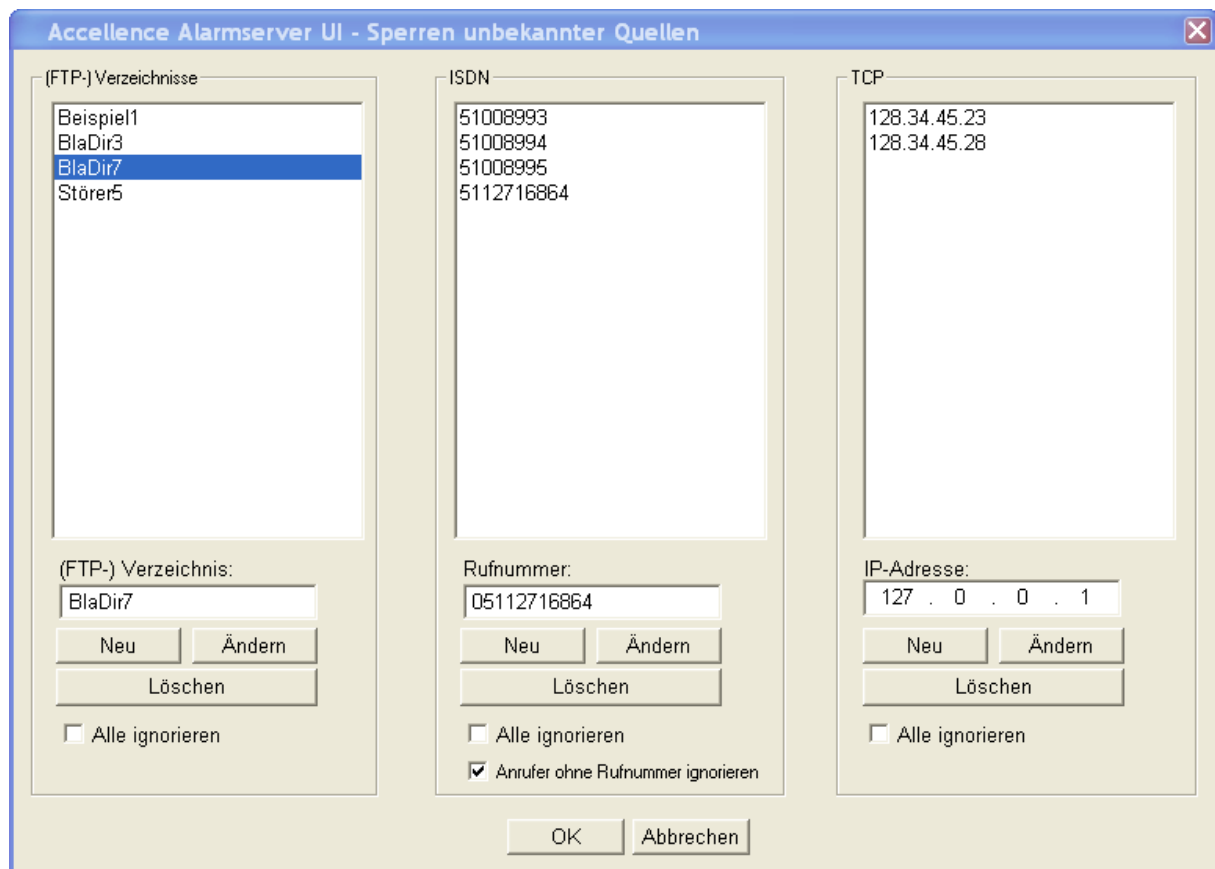 Accellence Alarmserver UI - Sperren unbekannter Quellen
(FTP-) Verzeichnisse
Beispiel1
BlaDir3
BlaDir7
Störer5
(FTP-) Verzeichnis:
BlaDir7
Neu Ändern
Löschen
Alle ignorieren
ISDN
51008993
51008994
51008995
5112716864
Rufnummer:
05112716864
Neu Ändern
Löschen
Alle ignorieren
Anrufer ohne Rufnummer ignorieren
TCP
128.34.45.23
128.34.45.28
IP-Adresse:
127 . 0 . 0 . 1
Neu Ändern
Löschen
Alle ignorieren
OK Abbrechen